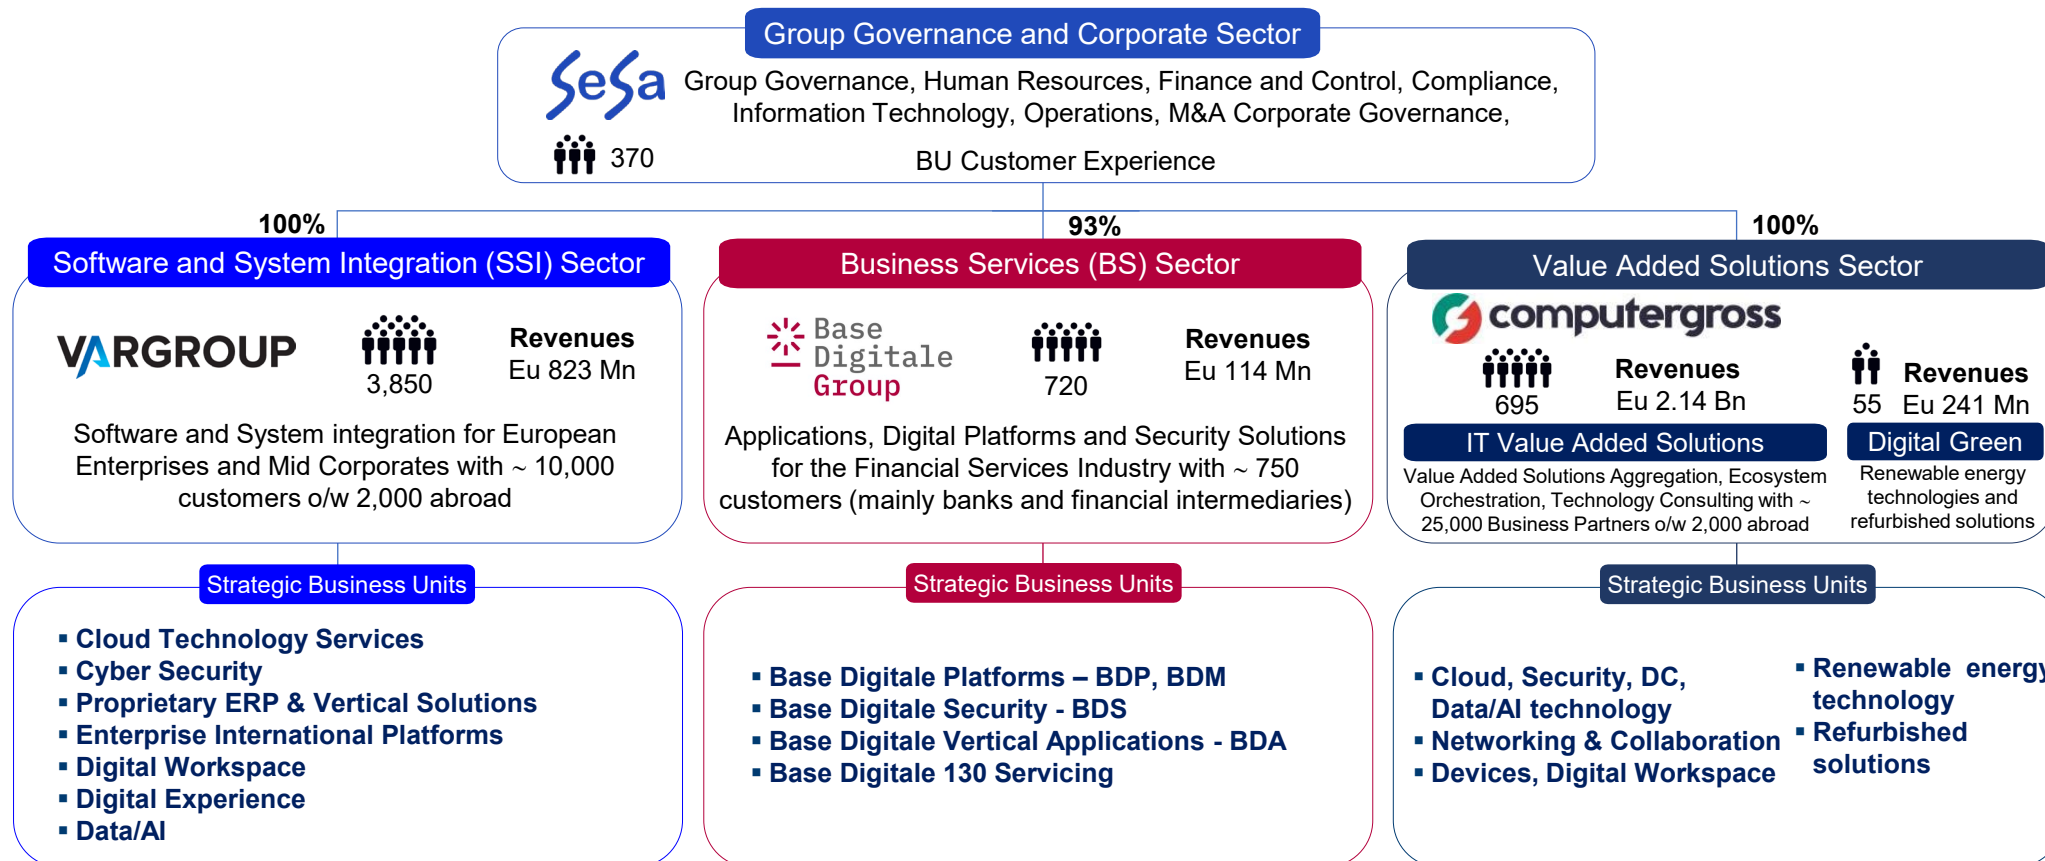 Group Governance and Corporate Sector
SeSa
Group Governance, Human Resources, Finance and Control, Compliance,
Information Technology, Operations, M&A Corporate Governance,
370
BU Customer Experience
100%
93%
100%
Software and System Integration (SSI) Sector
VARGROUP
3,850
Revenues
Eu 823 Mn
Software and System integration for European
Enterprises and Mid Corporates with ~ 10,000
customers o/w 2,000 abroad
Business Services (BS) Sector
Base
Digitale
Group
720
Revenues
Eu 114 Mn
Applications, Digital Platforms and Security Solutions
for the Financial Services Industry with ~ 750
customers (mainly banks and financial intermediaries)
Value Added Solutions Sector
computergross
695
Revenues
Eu 2.14 Bn
IT Value Added Solutions
Value Added Solutions Aggregation, Ecosystem
Orchestration, Technology Consulting with ~
25,000 Business Partners o/w 2,000 abroad
55
Revenues
Eu 241 Mn
Digital Green
Renewable energy
technologies and
refurbished solutions
Strategic Business Units
▪ Cloud Technology Services
▪ Cyber Security
▪ Proprietary ERP & Vertical Solutions
▪ Enterprise International Platforms
▪ Digital Workspace
▪ Digital Experience
▪ Data/AI
Strategic Business Units
▪ Base Digitale Platforms – BDP, BDM
▪ Base Digitale Security - BDS
▪ Base Digitale Vertical Applications - BDA
▪ Base Digitale 130 Servicing
Strategic Business Units
▪ Cloud, Security, DC,
Data/AI technology
▪ Networking & Collaboration
▪ Devices, Digital Workspace
▪ Renewable energy
technology
▪ Refurbished
solutions